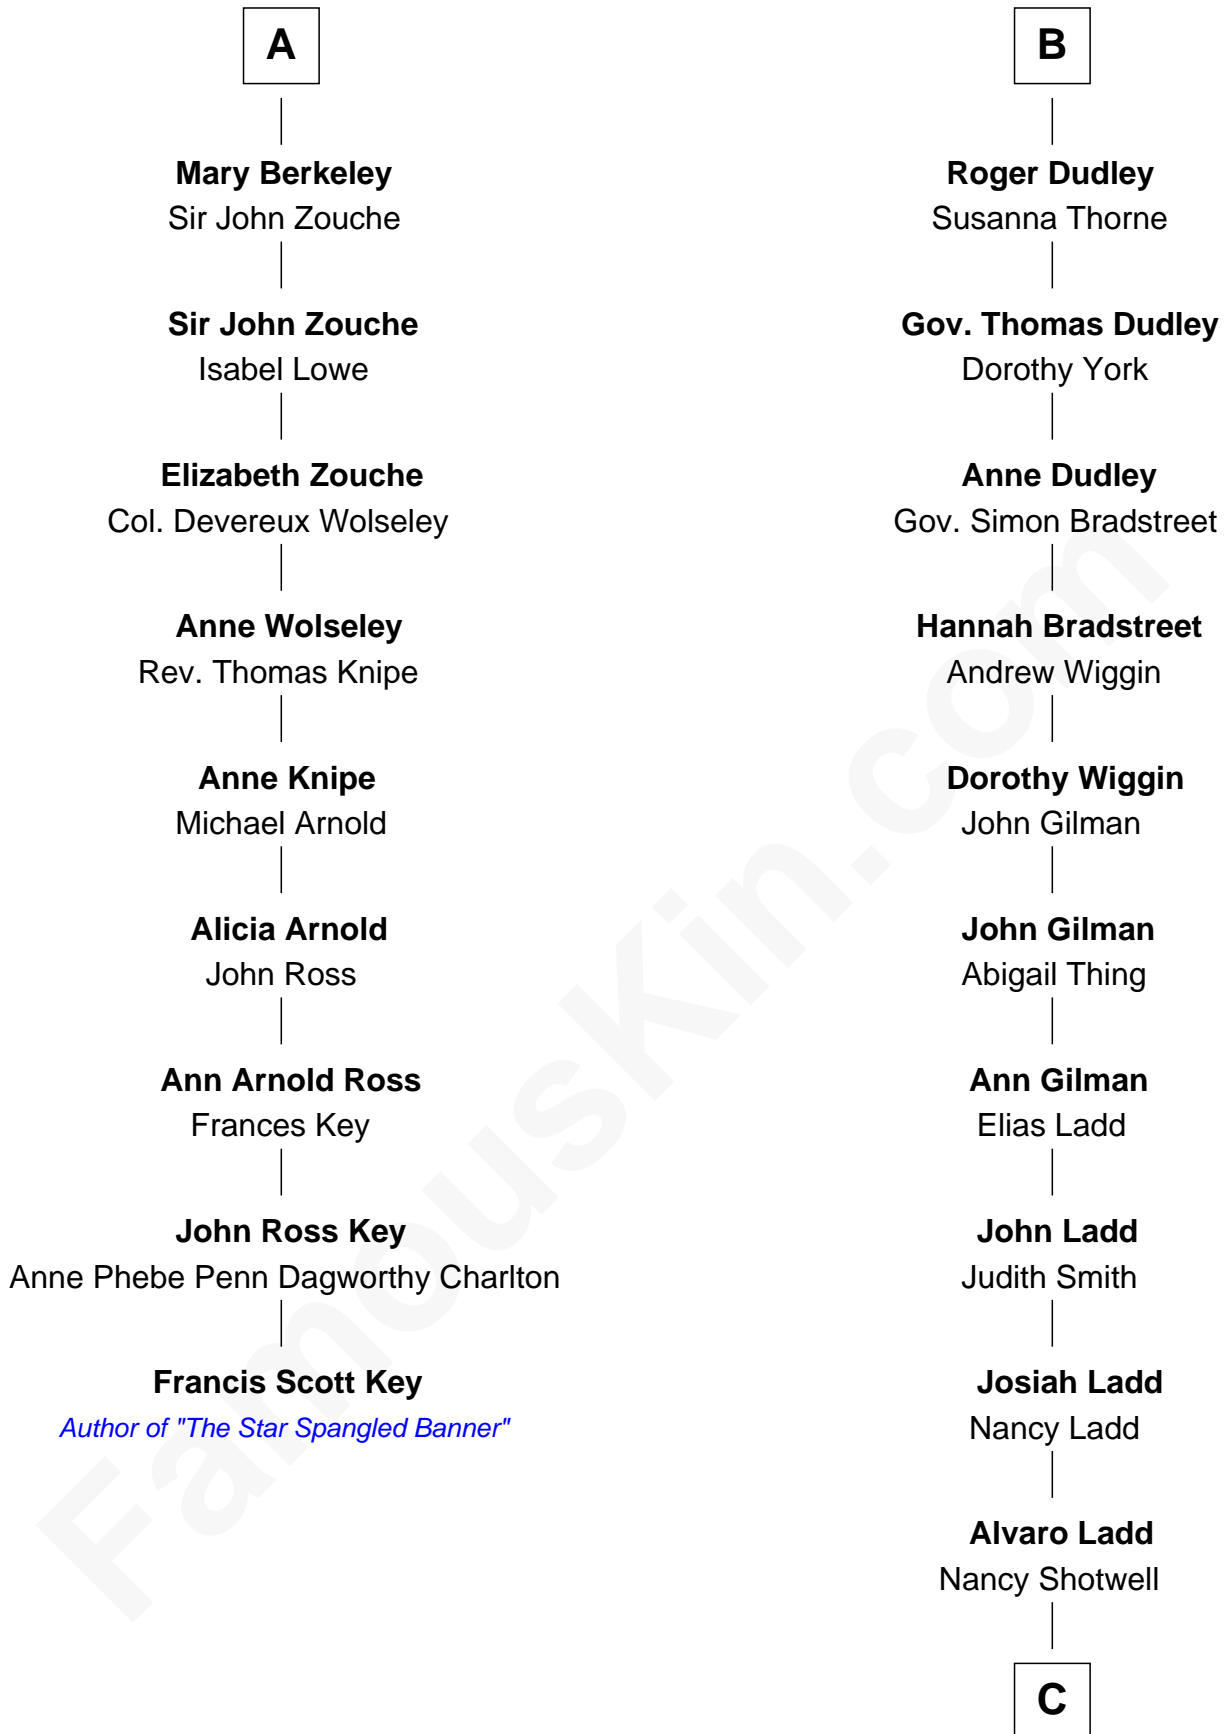 A
Mary Berkeley
Sir John Zouche
Sir John Zouche
Isabel Lowe
Elizabeth Zouche
Col. Devereux Wolseley
Anne Wolseley
Rev. Thomas Knipe
Anne Knipe
Michael Arnold
Alicia Arnold
John Ross
Ann Arnold Ross
Frances Key
John Ross Key
Anne Phebe Penn Dagworthy Charlton
Francis Scott Key
Author of "The Star Spangled Banner"
B
Roger Dudley
Susanna Thorne
Gov. Thomas Dudley
Dorothy York
Anne Dudley
Gov. Simon Bradstreet
Hannah Bradstreet
Andrew Wiggin
Dorothy Wiggin
John Gilman
John Gilman
Abigail Thing
Ann Gilman
Elias Ladd
John Ladd
Judith Smith
Josiah Ladd
Nancy Ladd
Alvaro Ladd
Nancy Shotwell
C
FamousKin.com